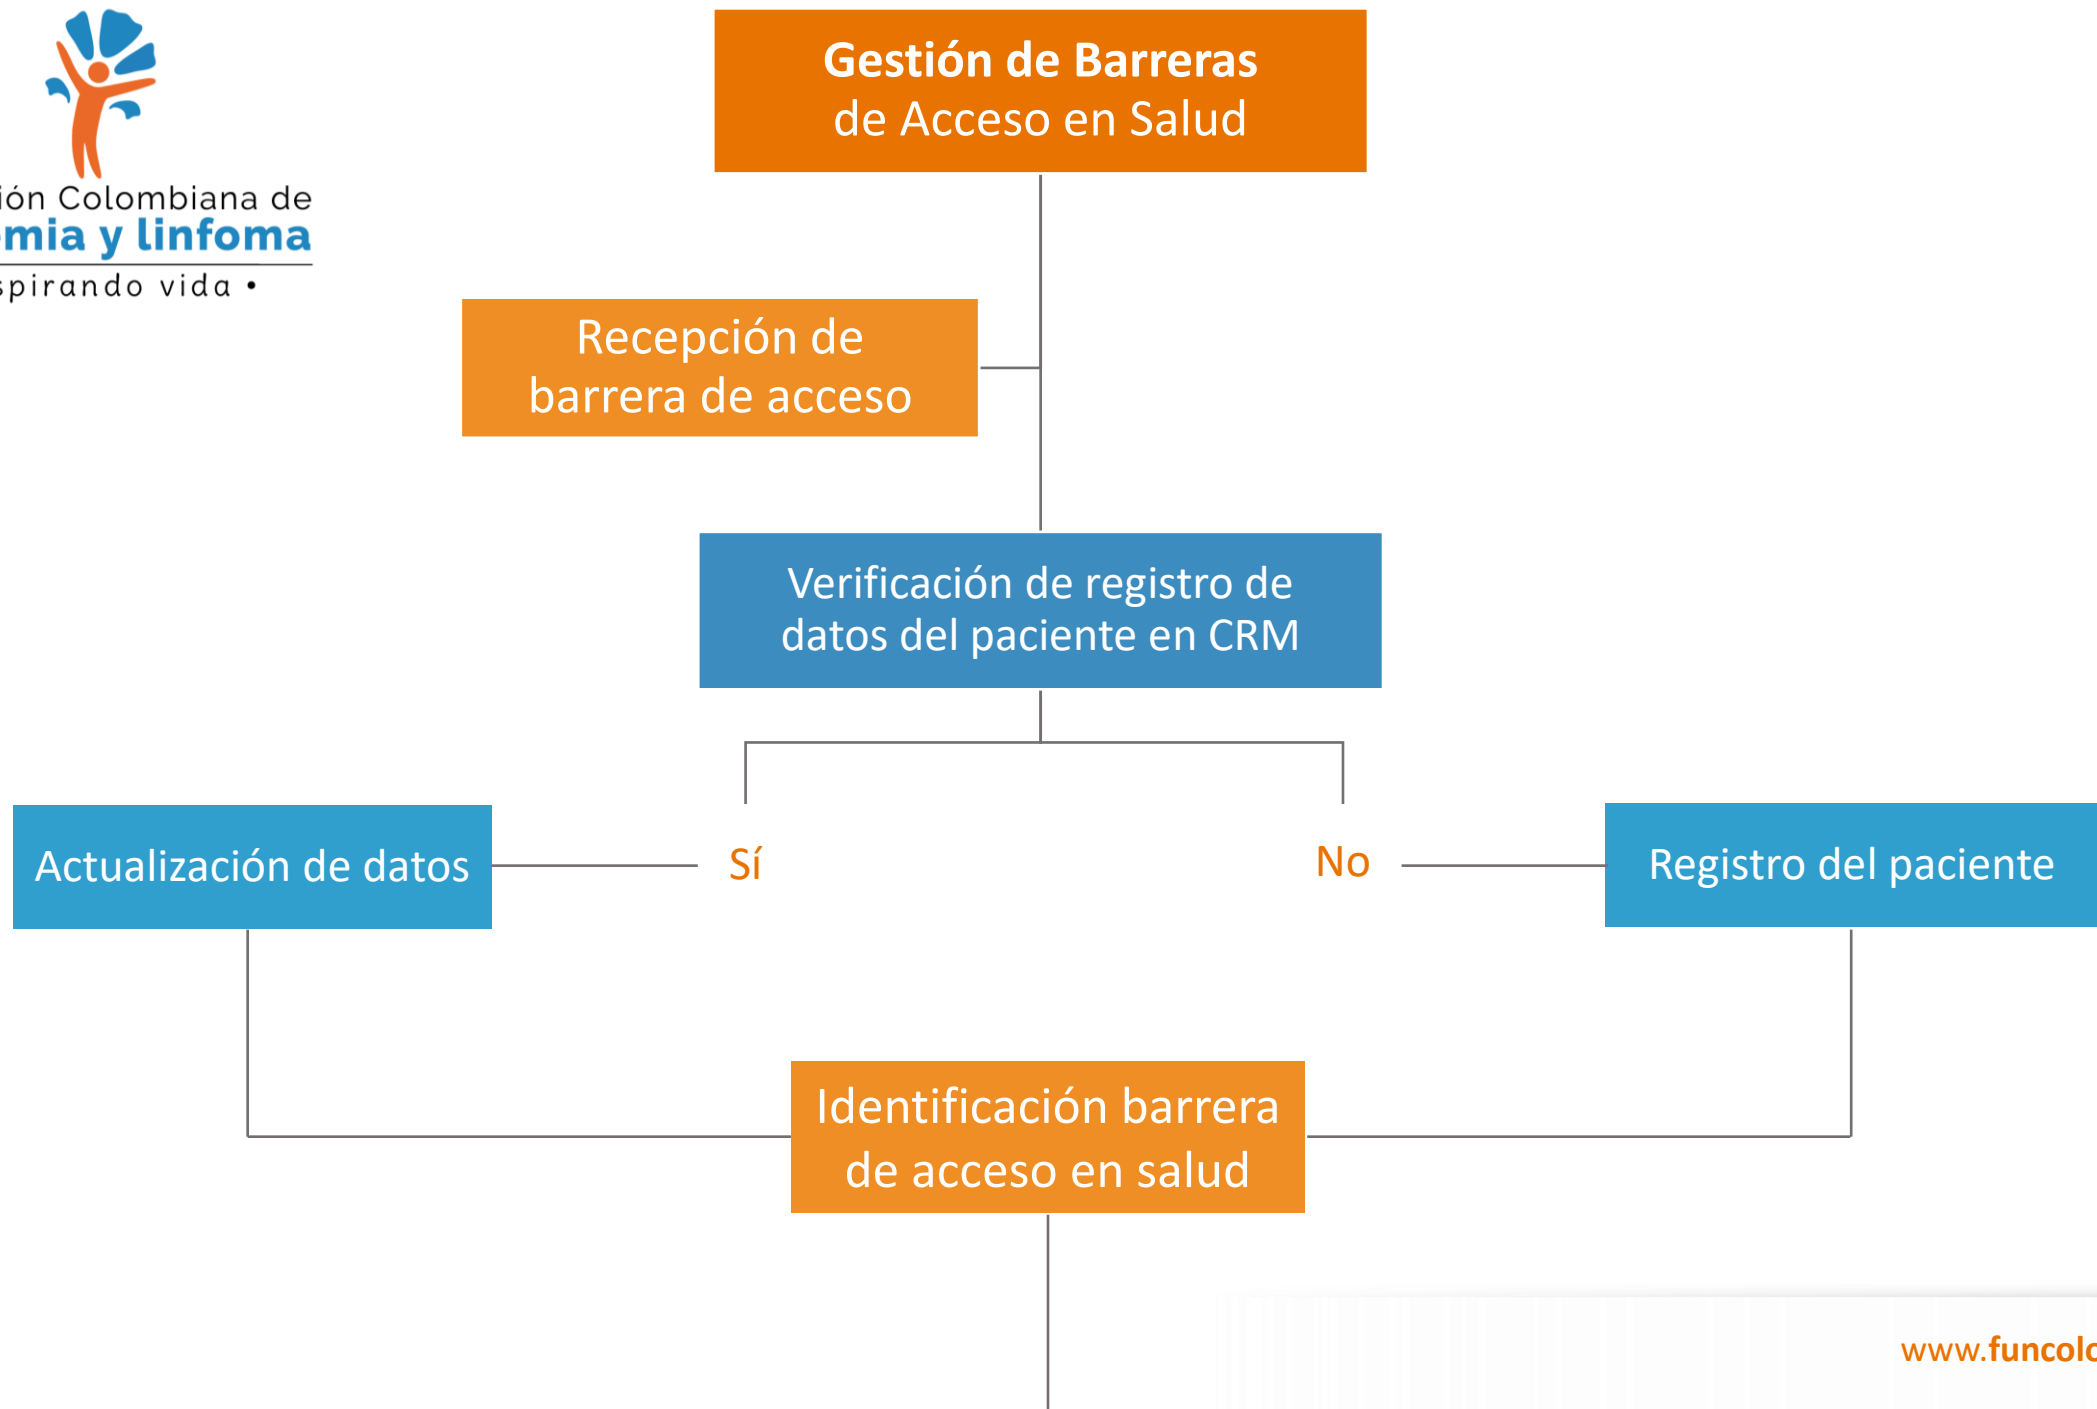 Gestión de Barreras
de Acceso en Salud
ión Colombiana de
mia y linfoma
spirando vida •
Recepción de
barrera de acceso
Verificación de registro de
datos del paciente en CRM
Actualización de datos
Sí
No
Registro del paciente
Identificación barrera
de acceso en salud
www.funcolo